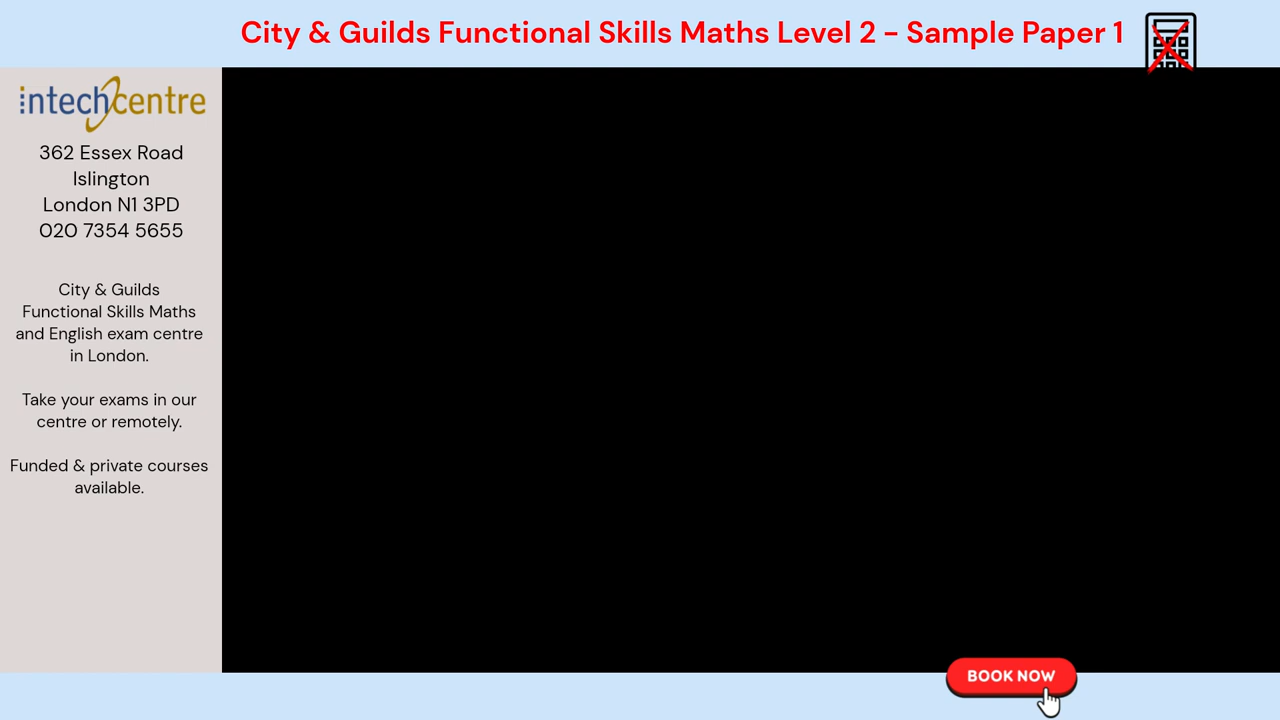 City & Guilds Functional Skills Maths Level 2 - Sample Paper 1
intechcentre
362 Essex Road
Islington
London N1 3PD
020 7354 5655
City & Guilds
Functional Skills Maths
and English exam centre
in London.
Take your exams in our
centre or remotely.
Funded & private courses
available.
BOOK NOW